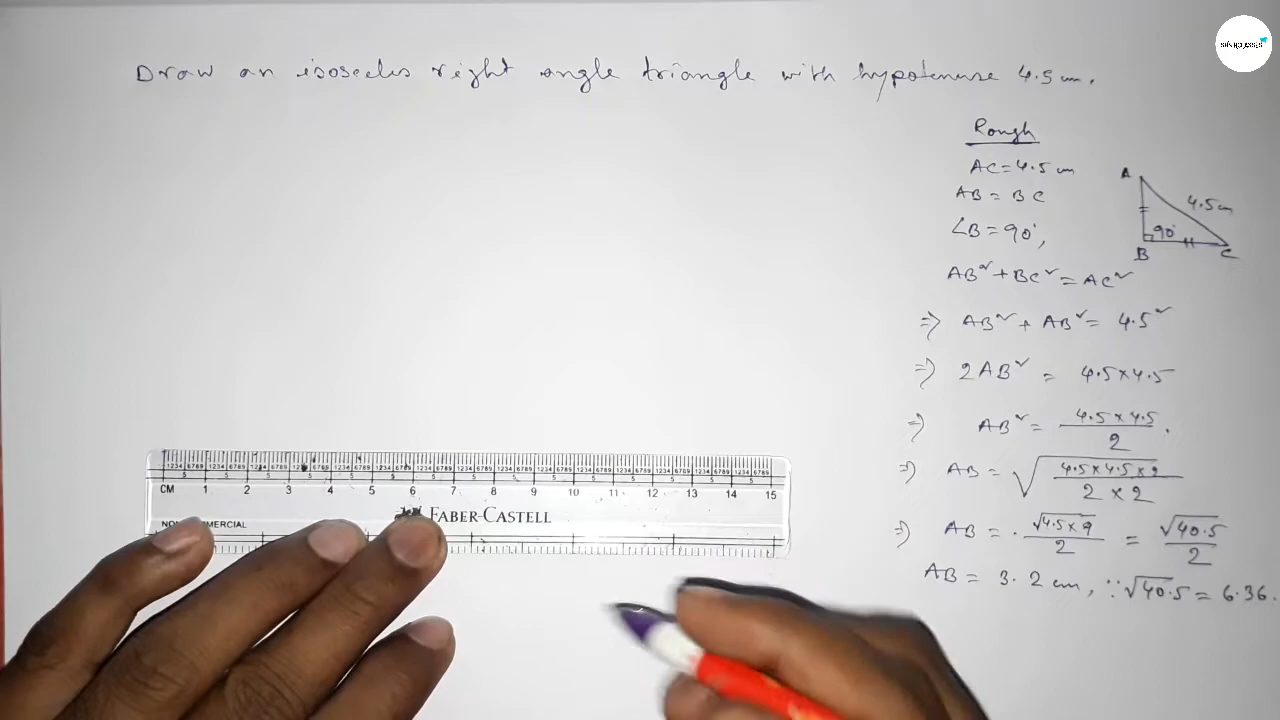 Draw an isoscelus right angle triangle with hypotenuse 4.5 cm.
Rough
AC = 4.5 cm
AB = BC
∠B = 90°,
A
4.5 cm
90°
B C
AB² + BC² = AC²
⇒ AB² + AB² = 4.5²
⇒ 2AB² = 4.5×4.5
⇒ AB² = 4.5×4.5 / 2 .
⇒ AB = √(4.5×4.5×2 / 2×2)
⇒ AB = √4.5×9 / 2 = √40.5 / 2
AB = 3.2 cm, ∵ √40.5 = 6.36.
CM 1 2 3 4 5 6 7 8 9 10 11 12 13 14 15
FABER-CASTELL